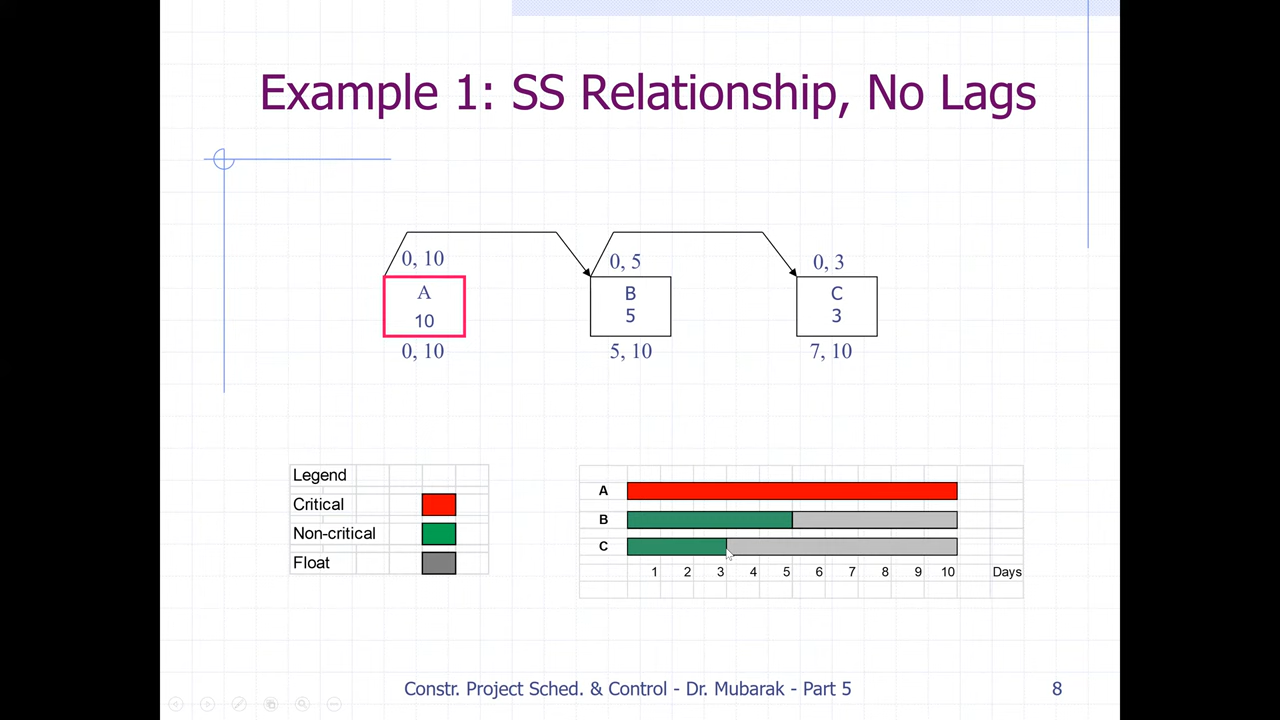 Example 1: SS Relationship, No Lags
0, 10
0, 5
0, 3
A
B
C
10
5
3
0, 10
5, 10
7, 10
Legend
Critical
Non-critical
Float
A
B
C
1 2 3 4 5 6 7 8 9 10 Days
Constr. Project Sched. & Control - Dr. Mubarak - Part 5
8